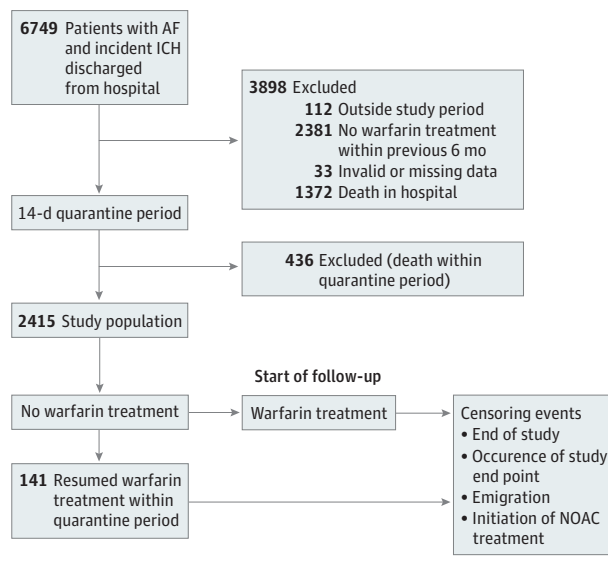 6749 Patients with AF
and incident ICH
discharged
from hospital
3898 Excluded
112 Outside study period
2381 No warfarin treatment
within previous 6 mo
33 Invalid or missing data
1372 Death in hospital
14-d quarantine period
436 Excluded (death within
quarantine period)
2415 Study population
Start of follow-up
No warfarin treatment
Warfarin treatment
Censoring events
• End of study
• Occurence of study
end point
• Emigration
• Initiation of NOAC
treatment
141 Resumed warfarin
treatment within
quarantine period